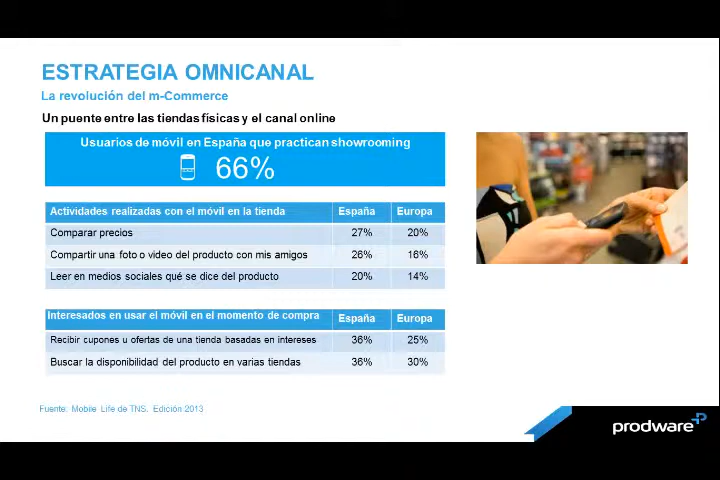 ESTRATEGIA OMNICANAL
La revolución del m-Commerce
Un puente entre las tiendas físicas y el canal online
Usuarios de móvil en España que practican showrooming
66%
Actividades realizadas con el móvil en la tienda España Europa
Comparar precios 27% 20%
Compartir una foto o video del producto con mis amigos 26% 16%
Leer en medios sociales qué se dice del producto 20% 14%
Interesados en usar el móvil en el momento de compra España Europa
Recibir cupones u ofertas de una tienda basadas en intereses 36% 25%
Buscar la disponibilidad del producto en varias tiendas 36% 30%
Fuente: Mobile Life de TNS. Edición 2013
prodware